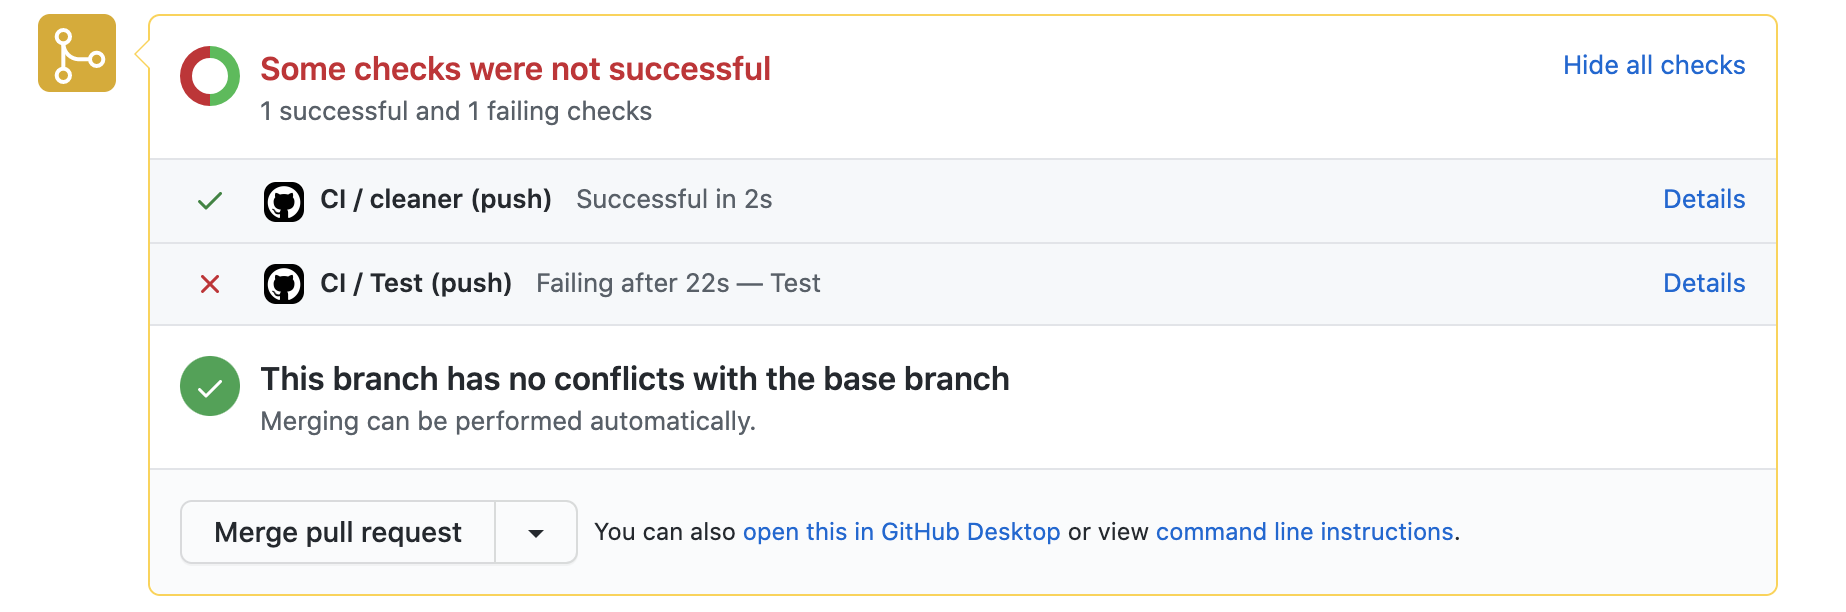 Some checks were not successful
Hide all checks
1 successful and 1 failing checks
CI / cleaner (push) Successful in 2s Details
CI / Test (push) Failing after 22s — Test Details
This branch has no conflicts with the base branch
Merging can be performed automatically.
Merge pull request You can also open this in GitHub Desktop or view command line instructions.